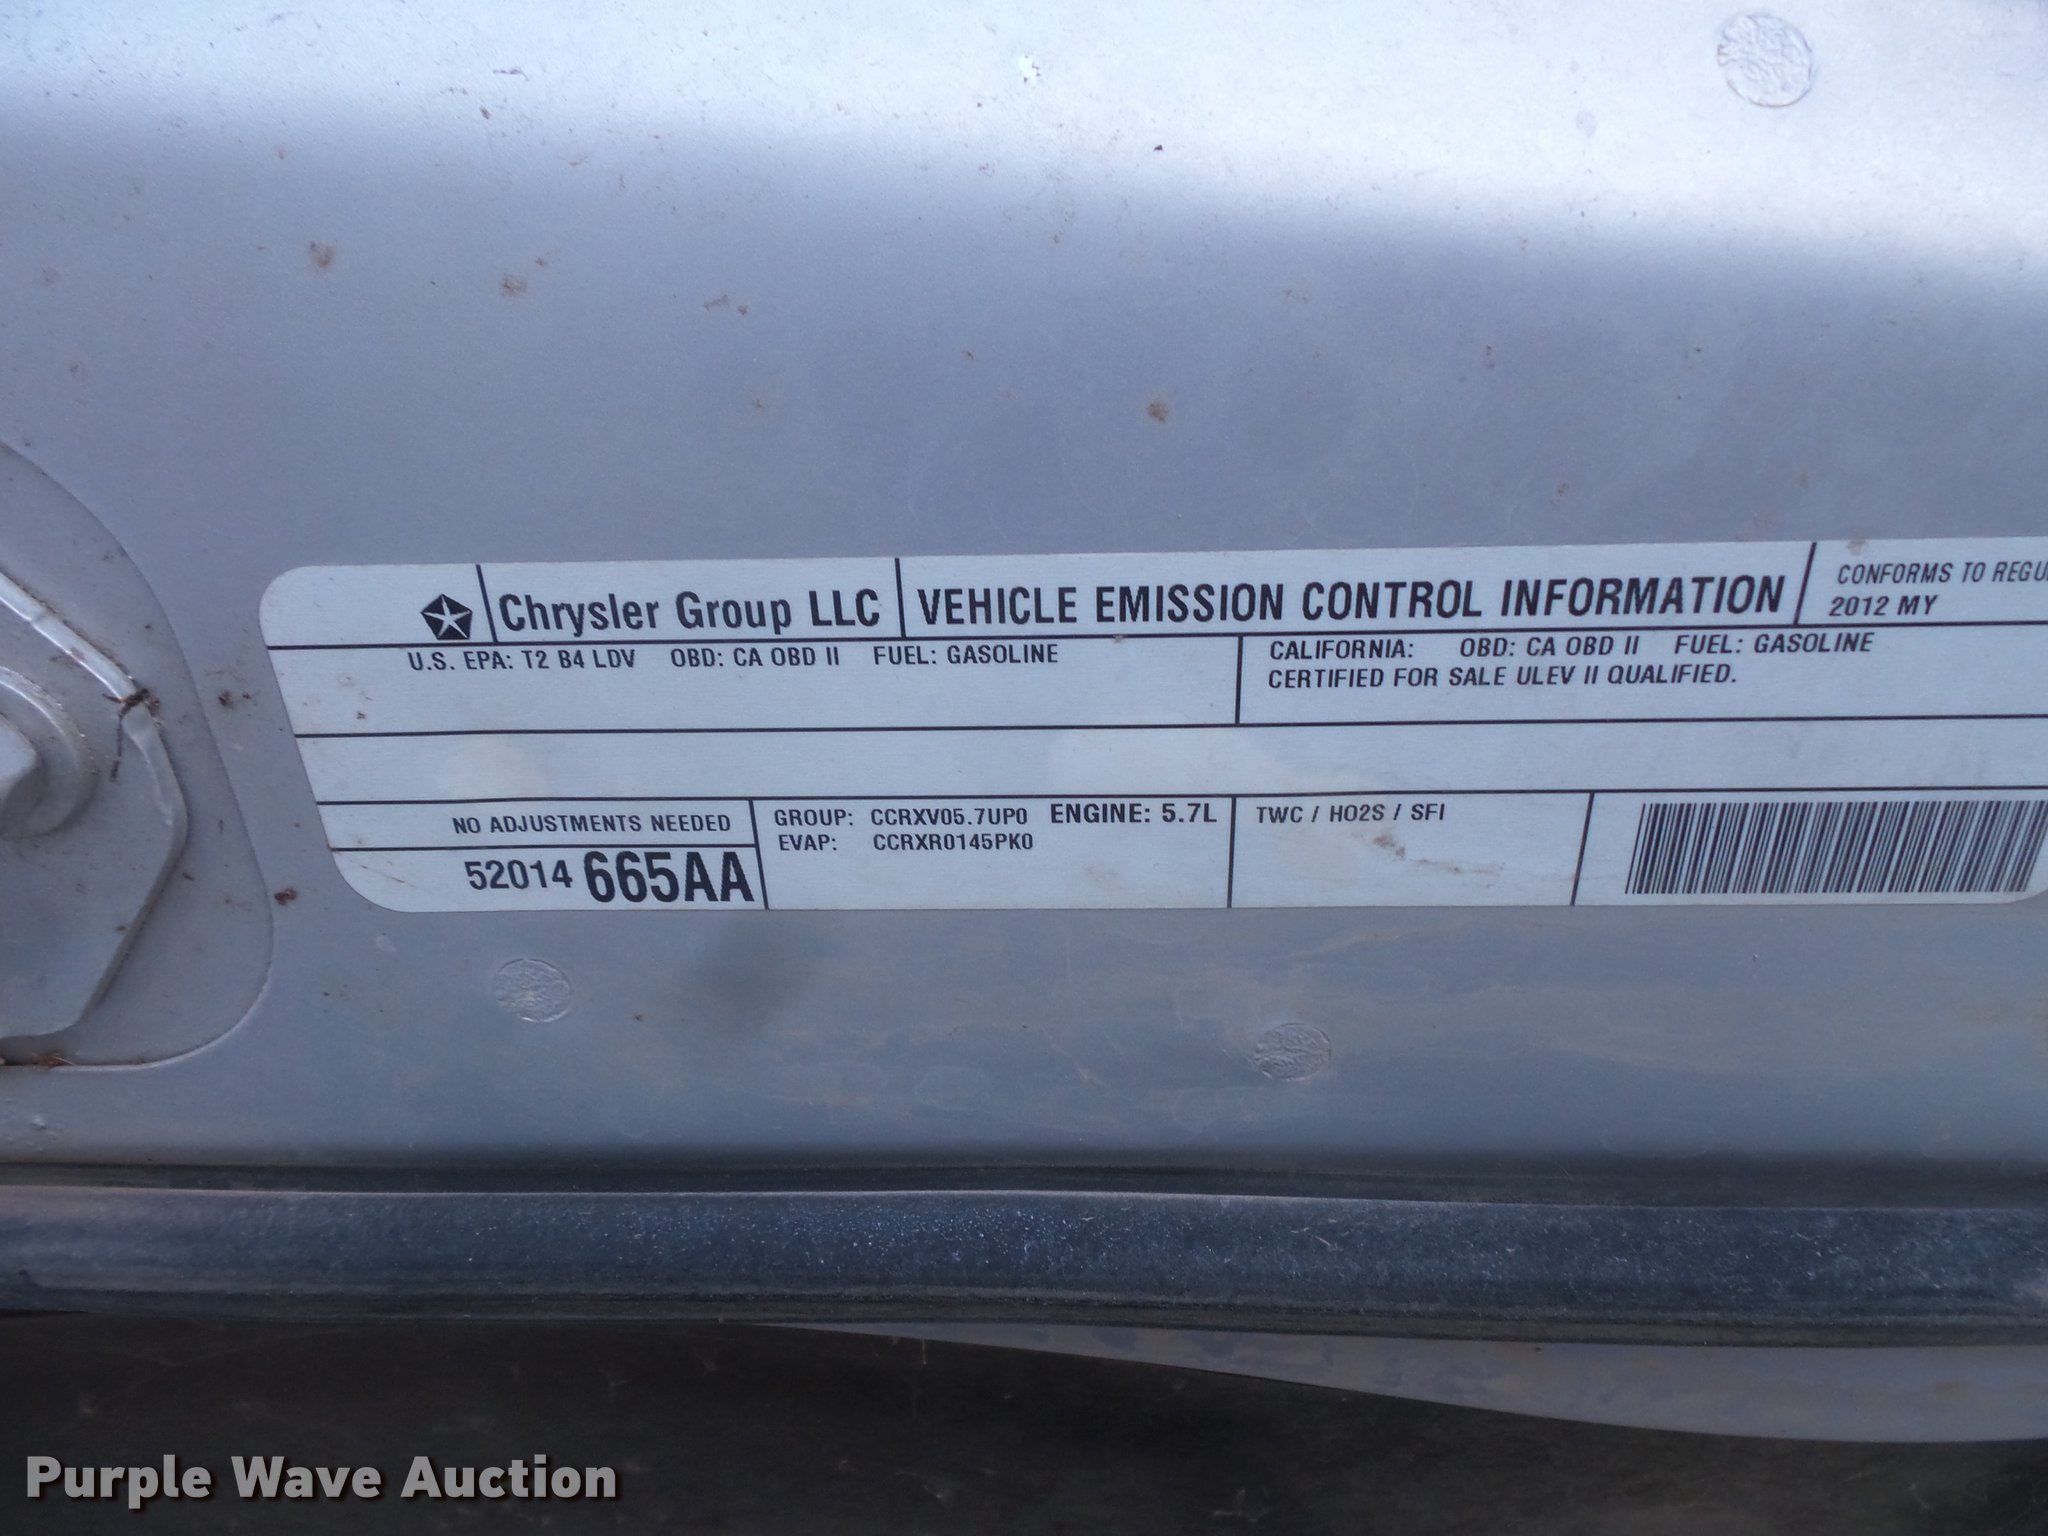 Chrysler Group LLC
VEHICLE EMISSION CONTROL INFORMATION
CONFORMS TO
2012 MY
U.S. EPA: T2 B4 LDV OBD: CA OBD II FUEL: GASOLINE
CALIFORNIA: OBD: CA OBD II FUEL: GASOLINE
CERTIFIED FOR SALE ULEV II QUALIFIED.
NO ADJUSTMENTS NEEDED
52014 665AA
GROUP: CCRXV05.7UP0 ENGINE: 5.7L
EVAP: CCRXR0145PK0
TWC / HO2S / SFI
Purple Wave Auction